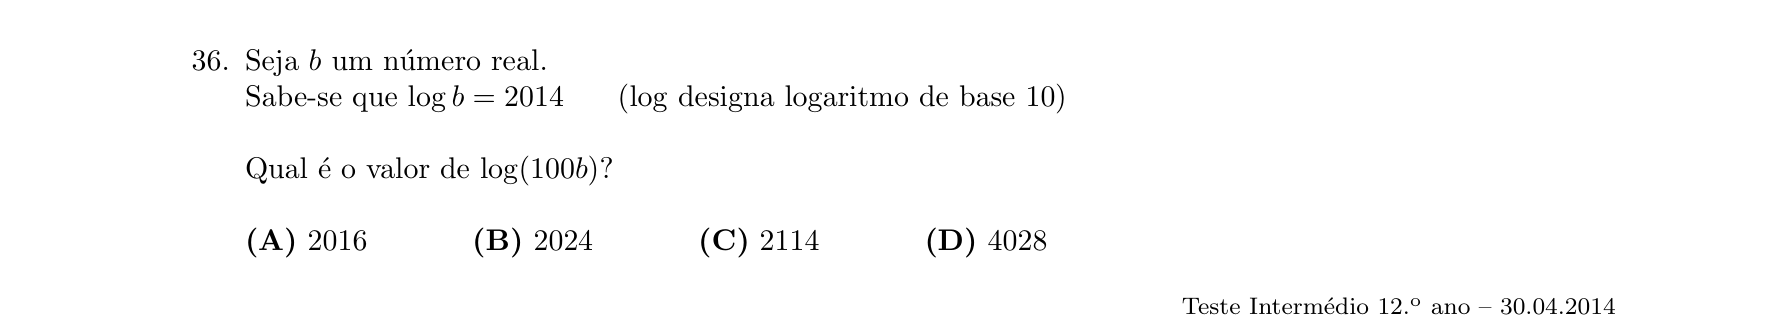 36. Seja b um número real.
Sabe-se que log b = 2014 (log designa logaritmo de base 10)
Qual é o valor de log(100b)?
(A) 2016 (B) 2024 (C) 2114 (D) 4028
Teste Intermédio 12.º ano – 30.04.2014